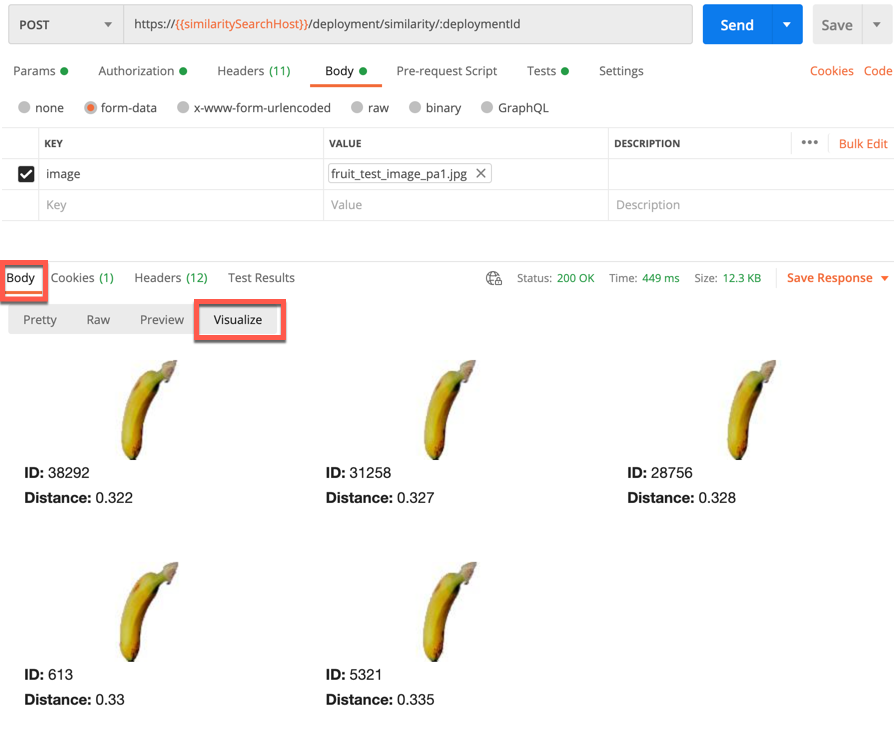 POST https://{{similaritySearchHost}}/deployment/similarity/:deploymentId Send Save
Params Authorization Headers (11) Body Pre-request Script Tests Settings Cookies Code
none form-data x-www-form-urlencoded raw binary GraphQL
KEY VALUE DESCRIPTION ••• Bulk Edit
image fruit_test_image_pa1.jpg
Key Value Description
Body Cookies (1) Headers (12) Test Results Status: 200 OK Time: 449 ms Size: 12.3 KB Save Response
Pretty Raw Preview Visualize
ID: 38292 ID: 31258 ID: 28756
Distance: 0.322 Distance: 0.327 Distance: 0.328
ID: 613 ID: 5321
Distance: 0.33 Distance: 0.335